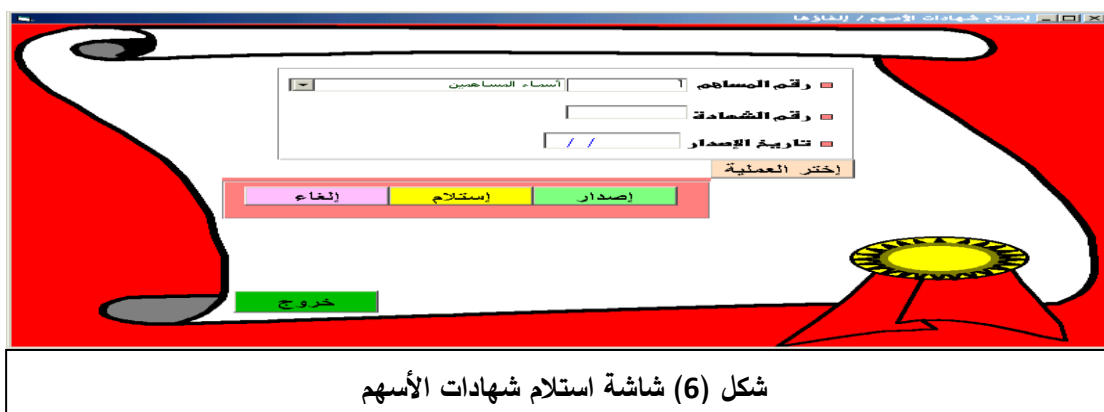 إستلام شهادات الأسهم / إلغاؤها
رقم المساهم أسماء المساهمين
رقم الشهادة
تاريخ الإصدار / /
إختر العملية
إصدار إستلام إلغاء
خروج
شكل (6) شاشة استلام شهادات الأسهم